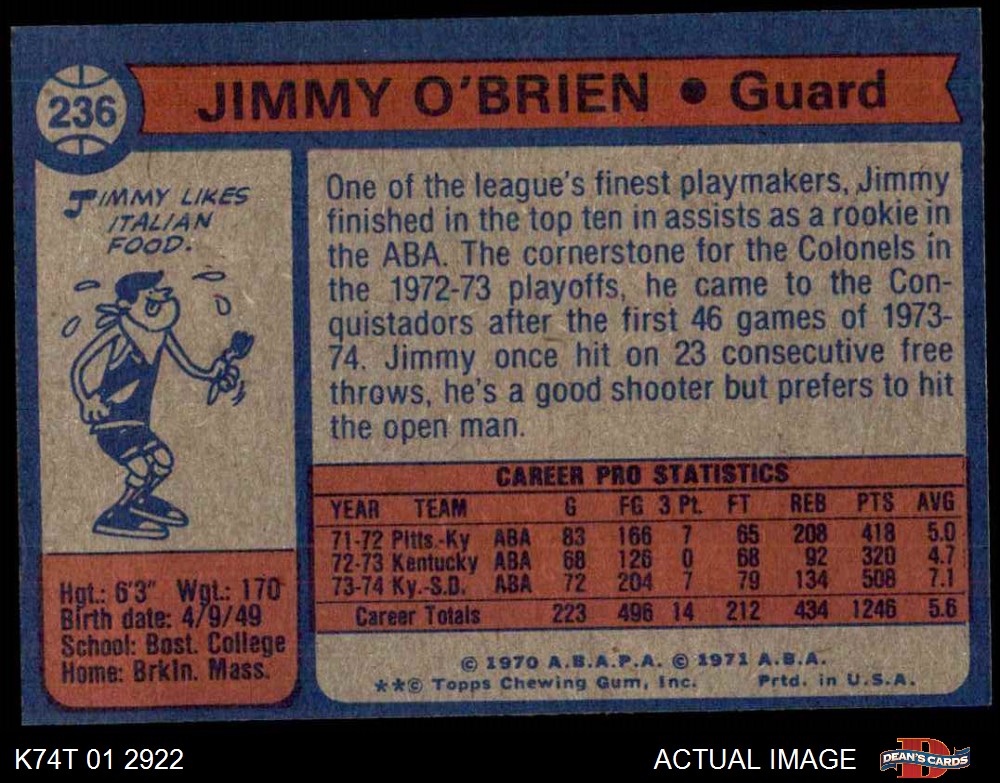 236
JIMMY O'BRIEN • Guard
JIMMY LIKES
ITALIAN
FOOD.
One of the league's finest playmakers, Jimmy
finished in the top ten in assists as a rookie in
the ABA. The cornerstone for the Colonels in
the 1972-73 playoffs, he came to the Con-
quistadors after the first 46 games of 1973-
74. Jimmy once hit on 23 consecutive free
throws, he's a good shooter but prefers to hit
the open man.
CAREER PRO STATISTICS
YEAR TEAM G FG 3 Pt. FT REB PTS AVG
71-72 Pitts.-Ky ABA 83 166 7 65 208 418 5.0
72-73 Kentucky ABA 68 126 0 68 92 320 4.7
73-74 Ky.-S.D. ABA 72 204 7 79 134 508 7.1
Career Totals 223 496 14 212 434 1246 5.6
Hgt.: 6'3" Wgt.: 170
Birth date: 4/9/49
School: Bost. College
Home: Brkln. Mass.
© 1970 A.B.A.P.A. © 1971 A.B.A.
**© Topps Chewing Gum, Inc. Prtd. in U.S.A.
K74T 01 2922
ACTUAL IMAGE
D DEAN'S CARDS